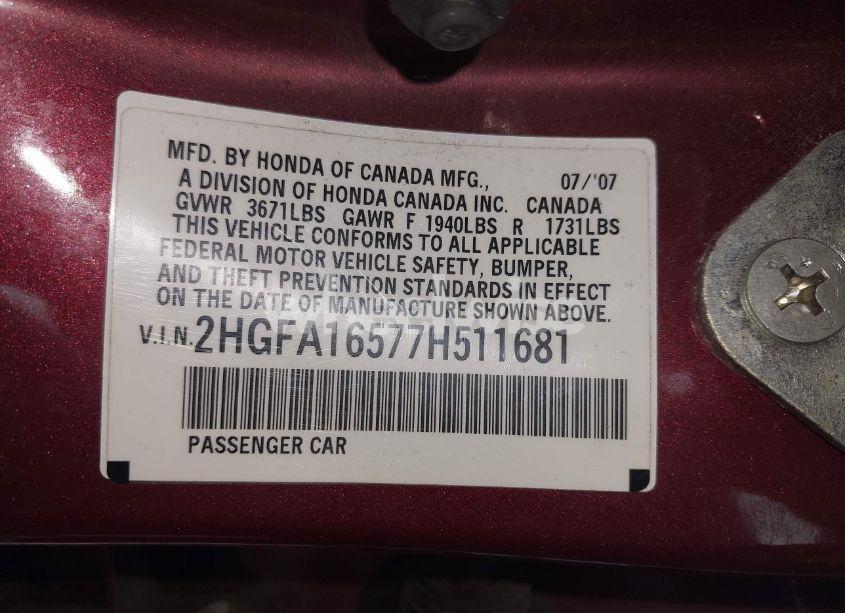 MFD. BY HONDA OF CANADA MFG., 07/'07
A DIVISION OF HONDA CANADA INC. CANADA
GVWR 3671LBS GAWR F 1940LBS R 1731LBS
THIS VEHICLE CONFORMS TO ALL APPLICABLE
FEDERAL MOTOR VEHICLE SAFETY, BUMPER,
AND THEFT PREVENTION STANDARDS IN EFFECT
ON THE DATE OF MANUFACTURE SHOWN ABOVE.
V.I.N. 2HGFA16577H511681
PASSENGER CAR